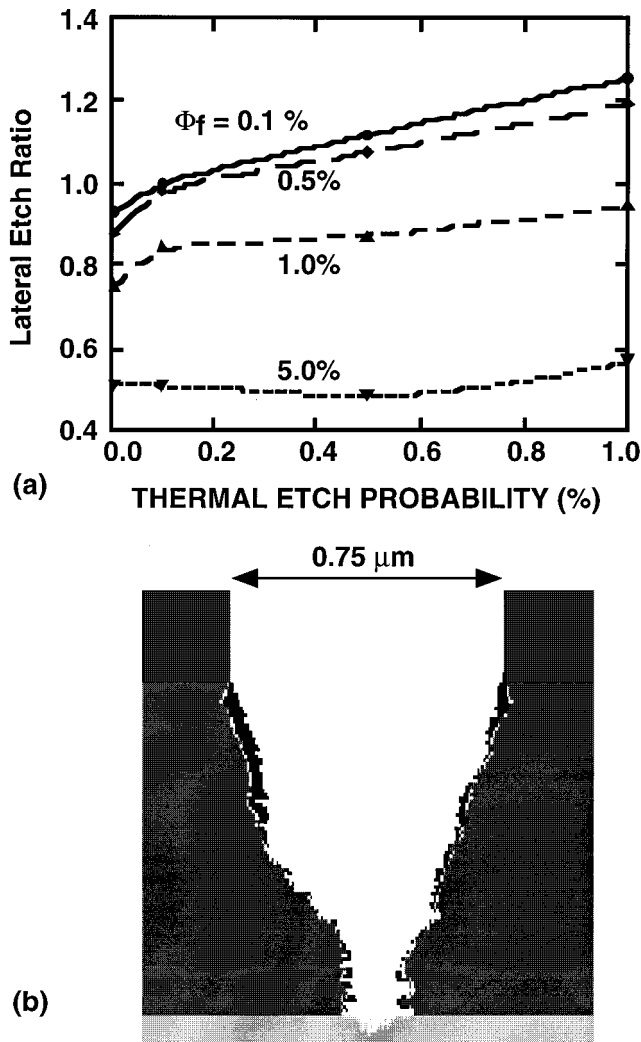 1.4
1.2
1.0
0.8
0.6
0.4
Lateral Etch Ratio
Φf = 0.1 %
0.5%
1.0%
5.0%
0.0 0.2 0.4 0.6 0.8 1.0
(a)
THERMAL ETCH PROBABILITY (%)
0.75 μm
(b)